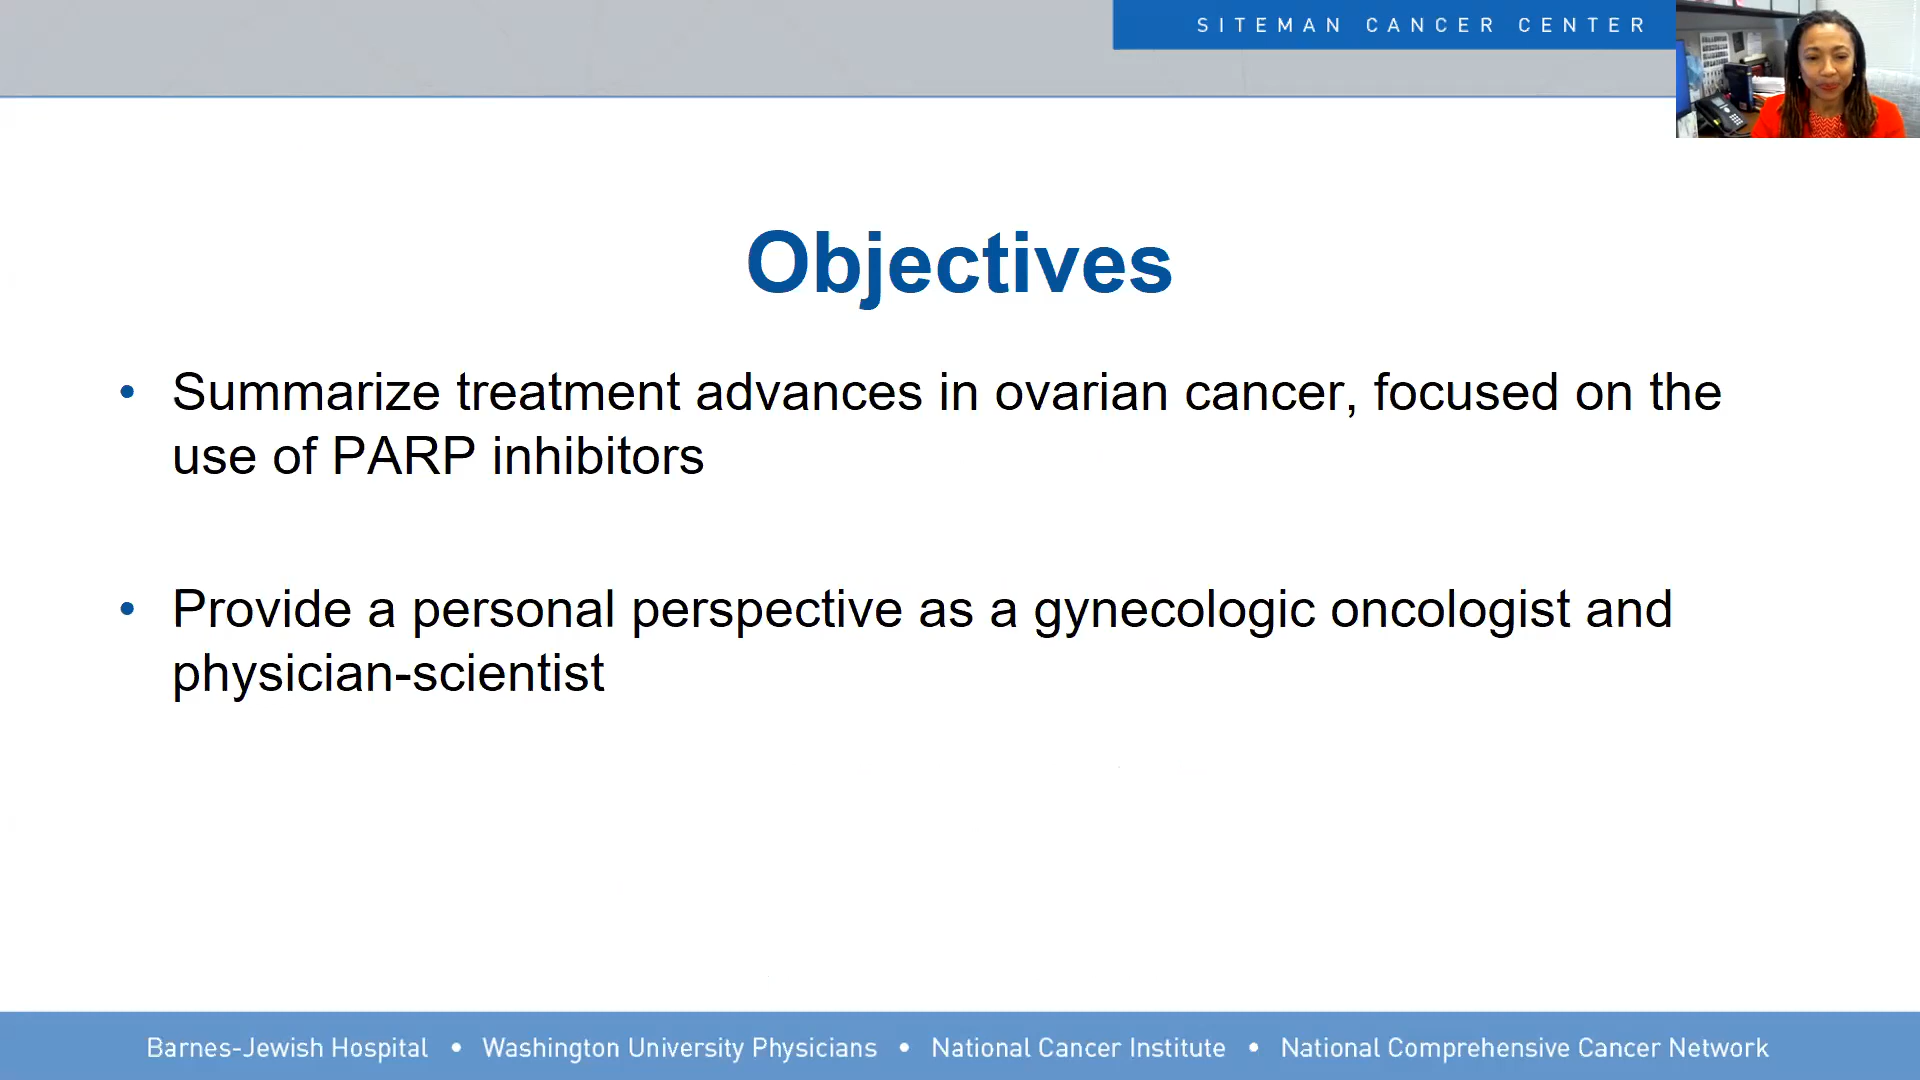 SITEMAN CANCER CENTER
Objectives
• Summarize treatment advances in ovarian cancer, focused on the
use of PARP inhibitors
• Provide a personal perspective as a gynecologic oncologist and
physician-scientist
Barnes-Jewish Hospital • Washington University Physicians • National Cancer Institute • National Comprehensive Cancer Network